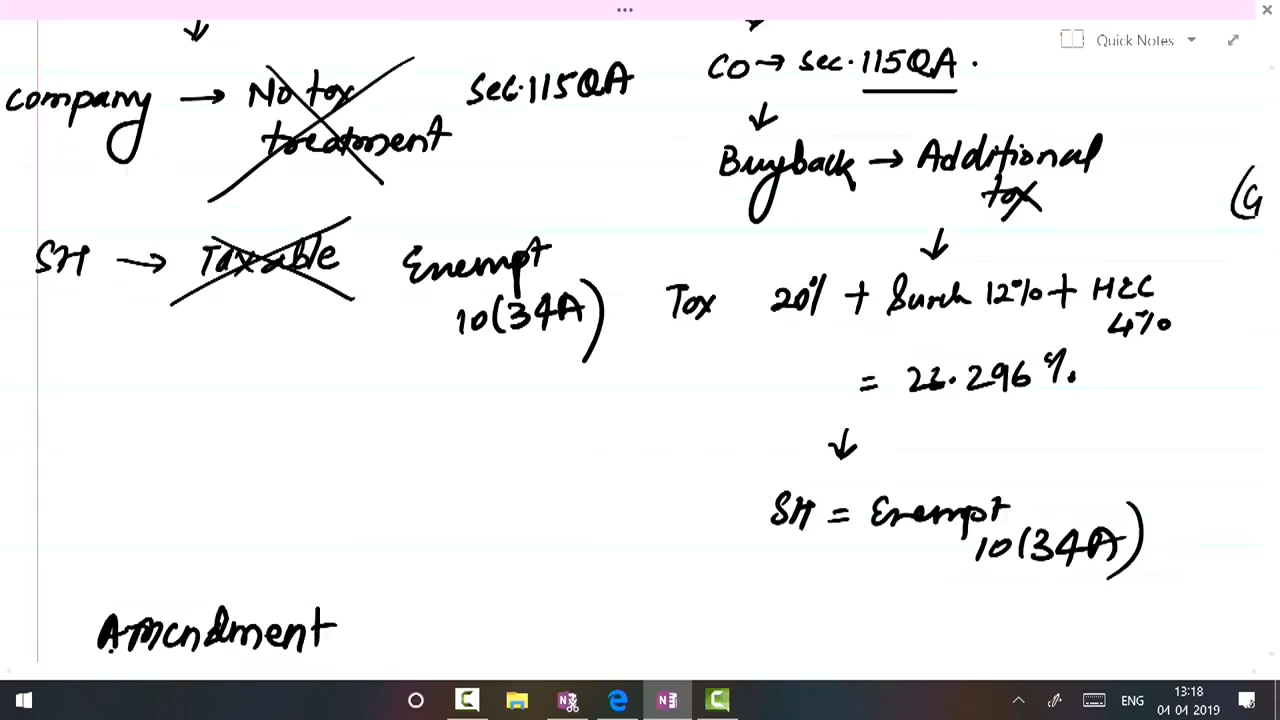 Quick Notes
company → No tax treatment Sec.115QA
SH → Taxable Exempt 10(34A)
CO → Sec. 115QA.
Buyback → Additional tax
Tax 20% + Surch 12% + HEC 4%
= 23.296%.
SH = Exempt 10(34A)
Amendment
ENG
13:18
04 04 2019